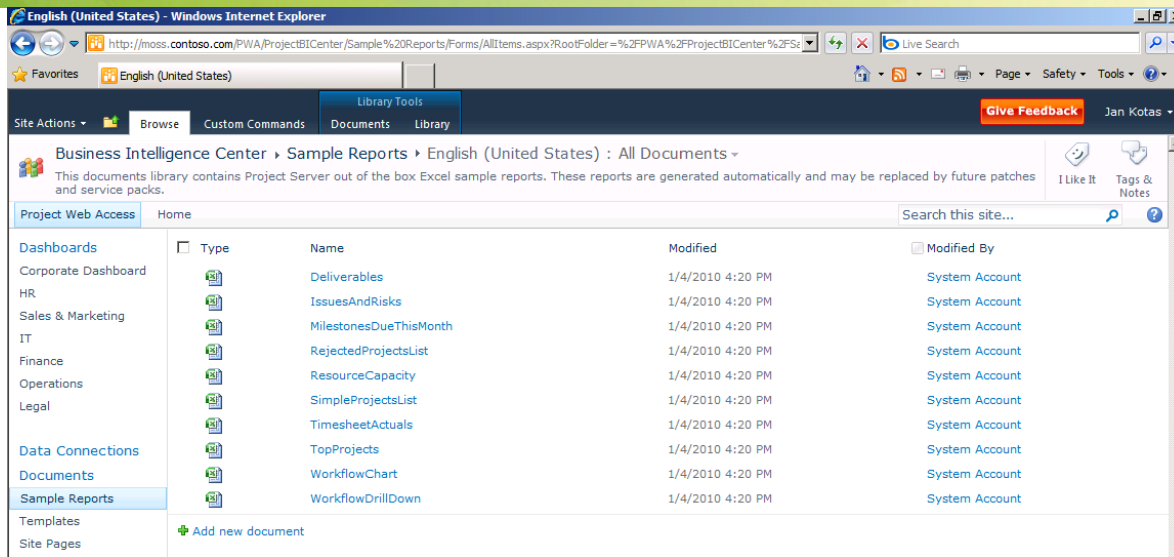 English (United States) - Windows Internet Explorer
http://moss.contoso.com/PWA/ProjectBICenter/Sample%20Reports/Forms/AllItems.aspx?RootFolder=%2FPWA%2FProjectBICenter%2FSa
Live Search
Favorites English (United States) Page Safety Tools
Library Tools
Site Actions Browse Custom Commands Documents Library Give Feedback Jan Kotas
Business Intelligence Center Sample Reports English (United States) : All Documents
This documents library contains Project Server out of the box Excel sample reports. These reports are generated automatically and may be replaced by future patches
and service packs.
I Like It Tags &
Notes
Project Web Access Home Search this site...
Dashboards
Corporate Dashboard
HR
Sales & Marketing
IT
Finance
Operations
Legal
Data Connections
Documents
Sample Reports
Templates
Site Pages
Type Name Modified Modified By
Deliverables 1/4/2010 4:20 PM System Account
IssuesAndRisks 1/4/2010 4:20 PM System Account
MilestonesDueThisMonth 1/4/2010 4:20 PM System Account
RejectedProjectsList 1/4/2010 4:20 PM System Account
ResourceCapacity 1/4/2010 4:20 PM System Account
SimpleProjectsList 1/4/2010 4:20 PM System Account
TimesheetActuals 1/4/2010 4:20 PM System Account
TopProjects 1/4/2010 4:20 PM System Account
WorkflowChart 1/4/2010 4:20 PM System Account
WorkflowDrillDown 1/4/2010 4:20 PM System Account
Add new document